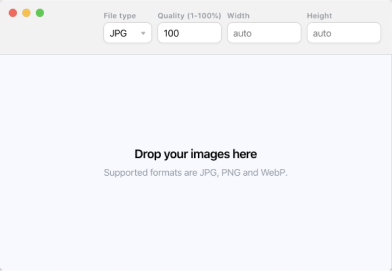 File type Quality (1-100%) Width Height
JPG 100 auto auto
Drop your images here
Supported formats are JPG, PNG and WebP.